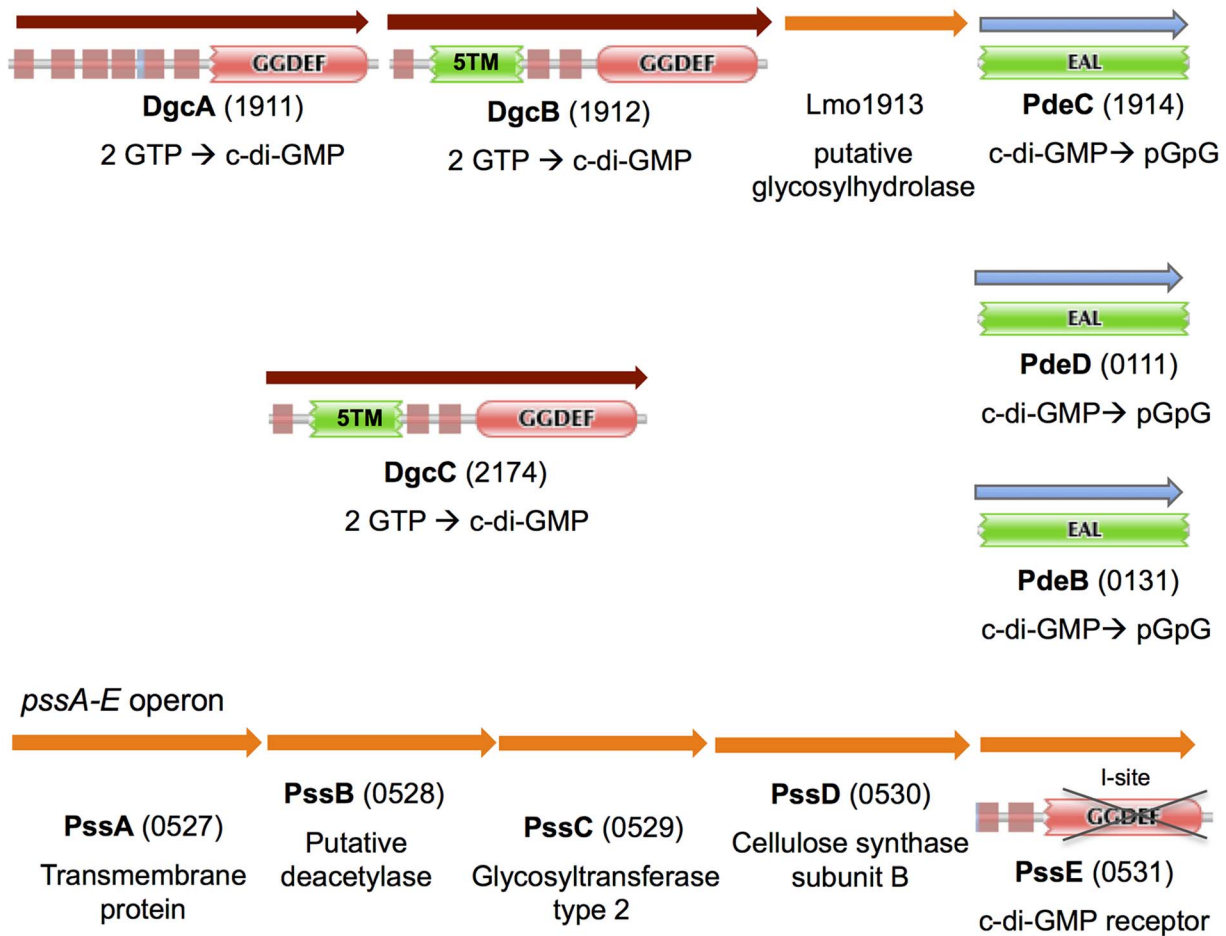 GGDEF
DgcA (1911)
2 GTP → c-di-GMP
5TM
GGDEF
DgcB (1912)
2 GTP → c-di-GMP
Lmo1913
putative
glycosylhydrolase
EAL
PdeC (1914)
c-di-GMP→ pGpG
EAL
PdeD (0111)
c-di-GMP→ pGpG
5TM
GGDEF
DgcC (2174)
2 GTP → c-di-GMP
EAL
PdeB (0131)
c-di-GMP→ pGpG
pssA-E operon
PssA (0527)
Transmembrane
protein
PssB (0528)
Putative
deacetylase
PssC (0529)
Glycosyltransferase
type 2
PssD (0530)
Cellulose synthase
subunit B
I-site
GGDEF
PssE (0531)
c-di-GMP receptor